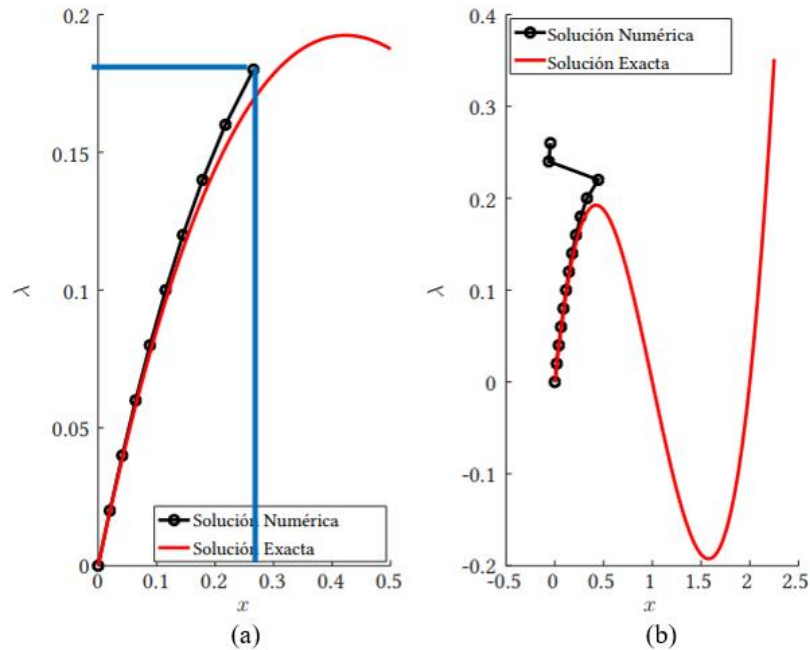 0.2
0.15
0.1
0.05
0
λ
Solución Numérica
Solución Exacta
0 0.1 0.2 0.3 0.4 0.5
x
(a)
0.4
0.3
0.2
0.1
0
-0.1
-0.2
λ
Solución Numérica
Solución Exacta
-0.5 0 0.5 1 1.5 2 2.5
x
(b)